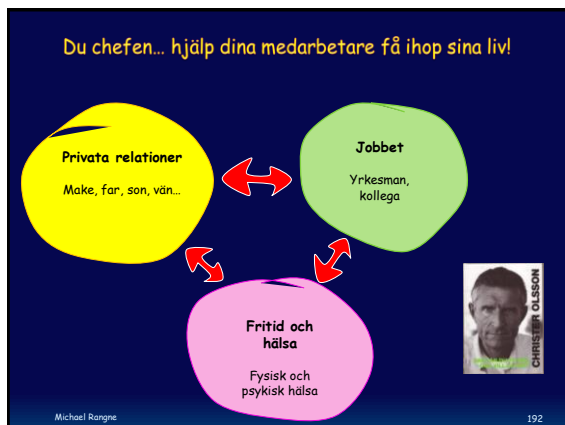 Du chefen... hjälp dina medarbetare få ihop sina liv!
Privata relationer
Make, far, son, vän...
Jobbet
Yrkesman,
kollega
Fritid och
hälsa
Fysisk och
psykisk hälsa
CHRISTER OLSSON
Michael Rangne
192